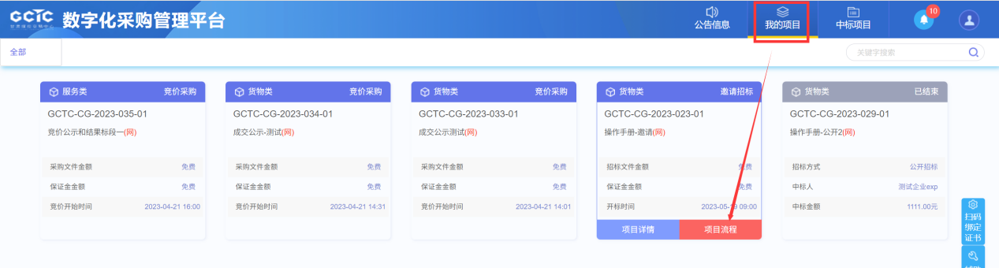 GCTC 数字化采购管理平台
公告信息
我的项目
中标项目
10
全部
关键字搜索
服务类 竞价采购
GCTC-CG-2023-035-01
竞价公示和结果标段一(网)
采购文件金额 免费
保证金金额 免费
竞价开始时间 2023-04-21 16:00
货物类 竞价采购
GCTC-CG-2023-034-01
成交公示-测试(网)
采购文件金额 免费
保证金金额 免费
竞价开始时间 2023-04-21 14:31
货物类 竞价采购
GCTC-CG-2023-033-01
成交公示测试(网)
采购文件金额 免费
保证金金额 免费
竞价开始时间 2023-04-21 14:01
货物类 邀请招标
GCTC-CG-2023-023-01
操作手册-邀请(网)
招标文件金额 免费
保证金金额 免费
开标时间 2023-05-19 09:00
项目详情 项目流程
货物类 已结束
GCTC-CG-2023-029-01
操作手册-公开2(网)
招标方式 公开招标
中标人 测试企业exp
中标金额 1111.00元
扫码
绑定
证书